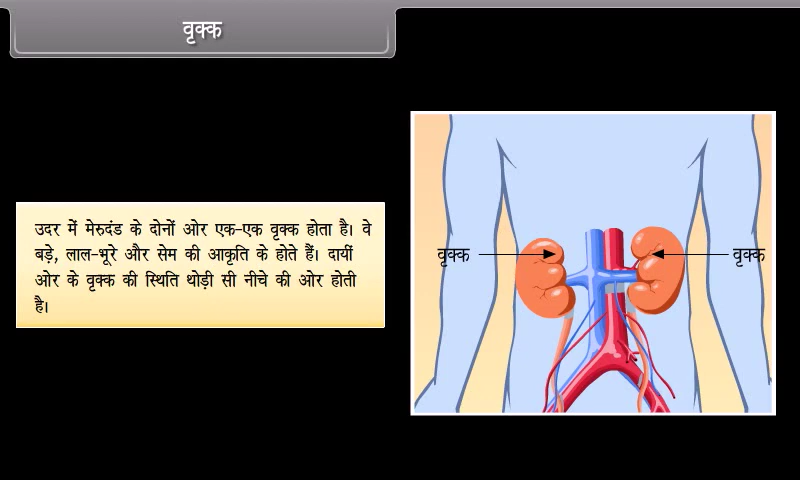 वृक्क
उदर में मेरुदंड के दोनों ओर एक-एक वृक्क होता है। वे
बड़े, लाल-भूरे और सेम की आकृति के होते हैं। दायीं
ओर के वृक्क की स्थिति थोड़ी सी नीचे की ओर होती
है।
वृक्क
वृक्क